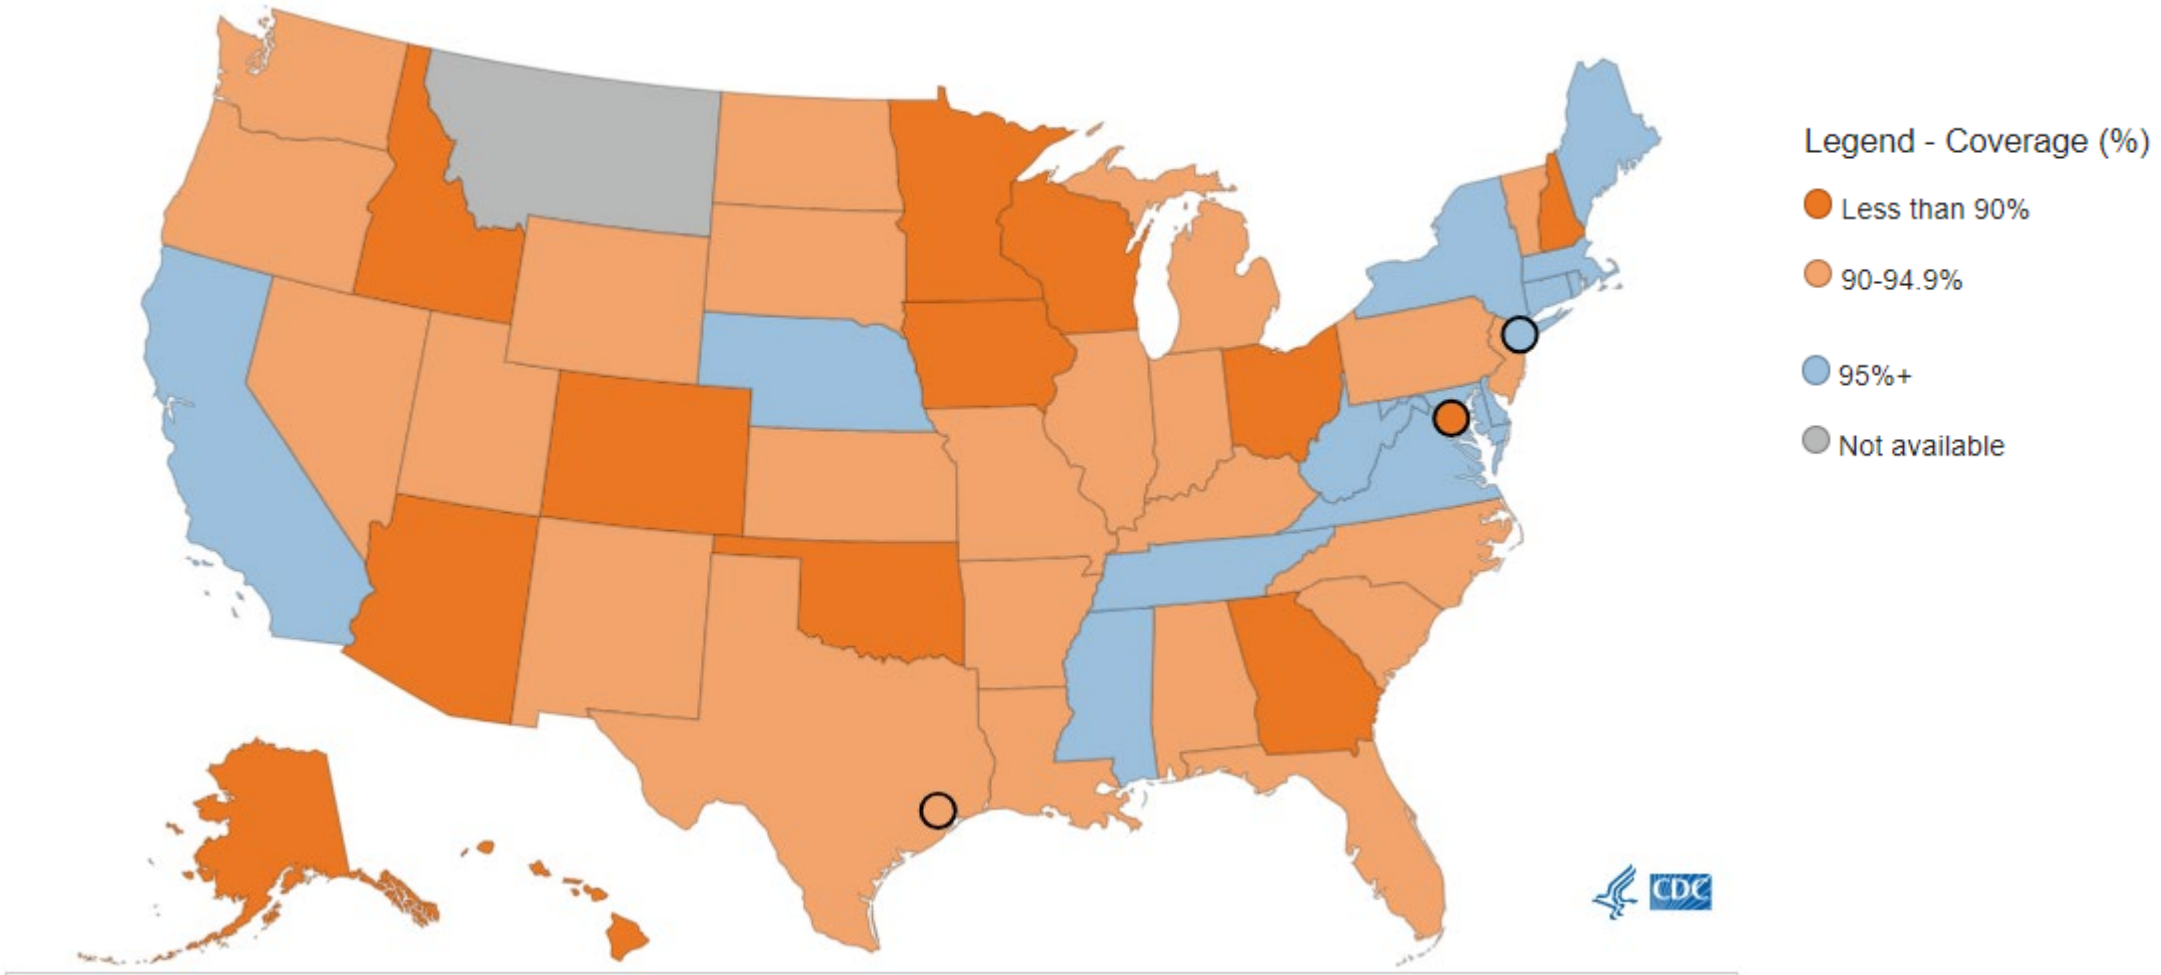 Legend - Coverage (%)
Less than 90%
90-94.9%
95%+
Not available
CDC